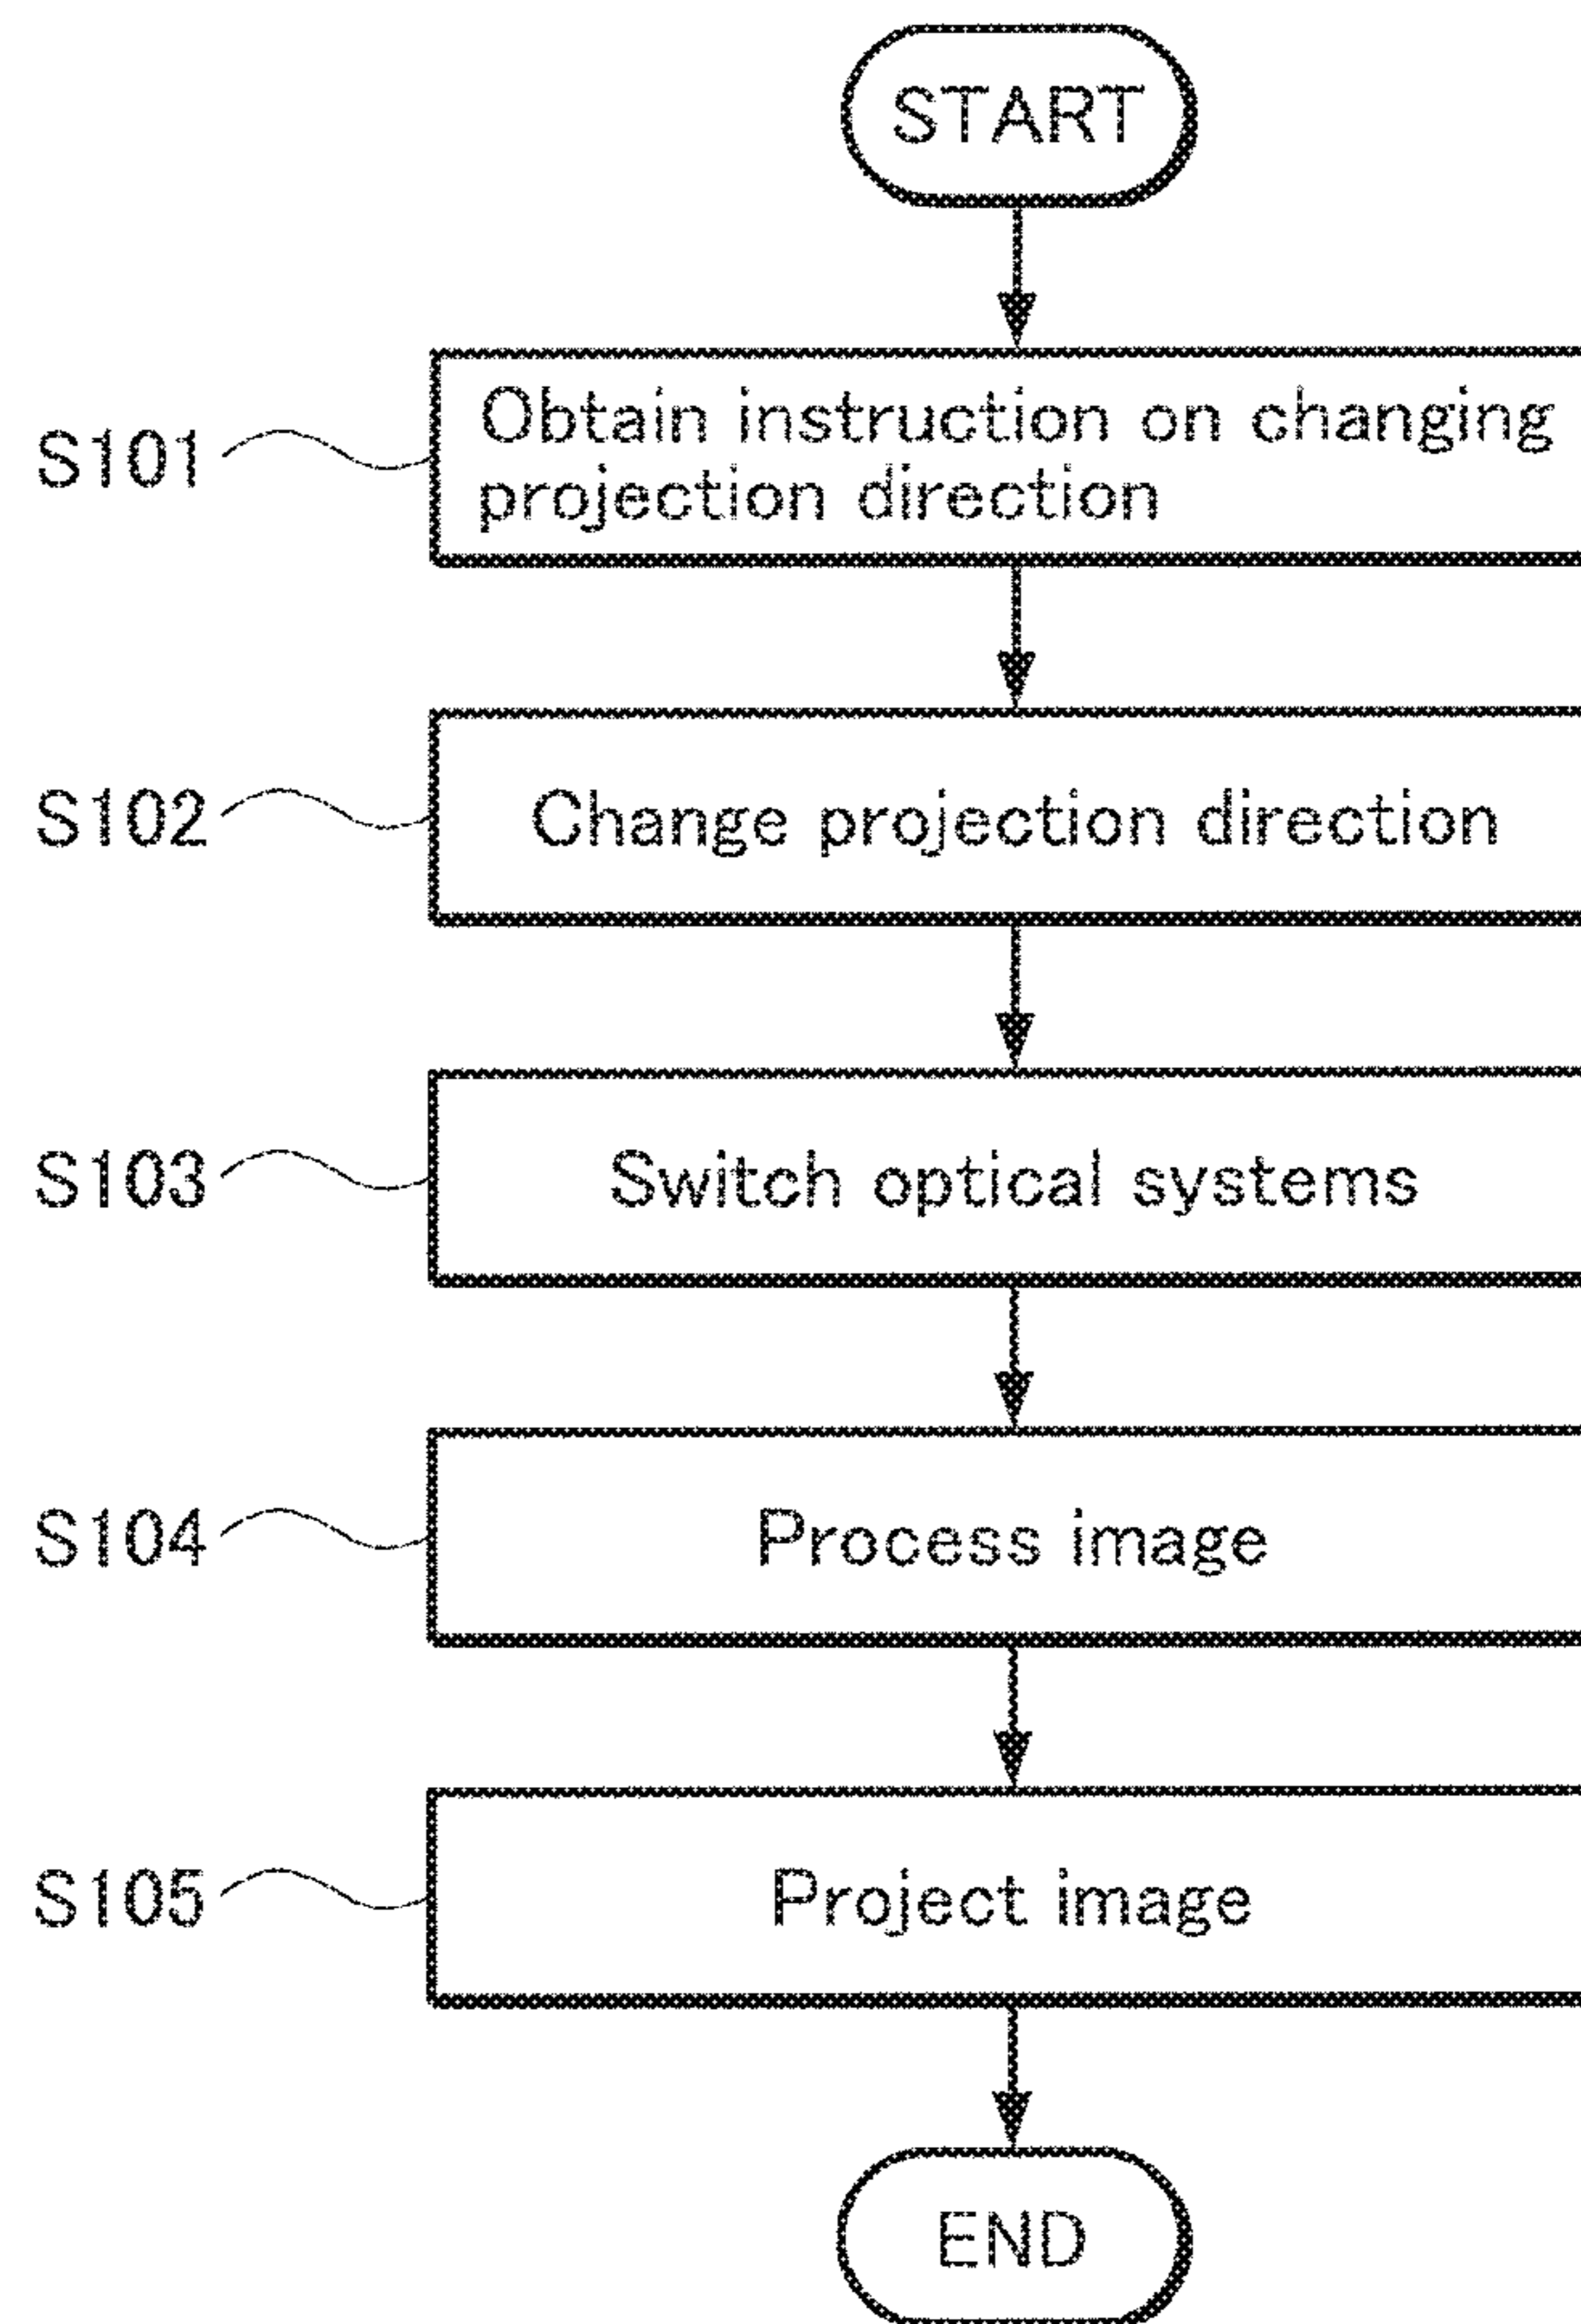 START
S101
Obtain instruction on changing
projection direction
S102
Change projection direction
S103
Switch optical systems
S104
Process image
S105
Project image
END